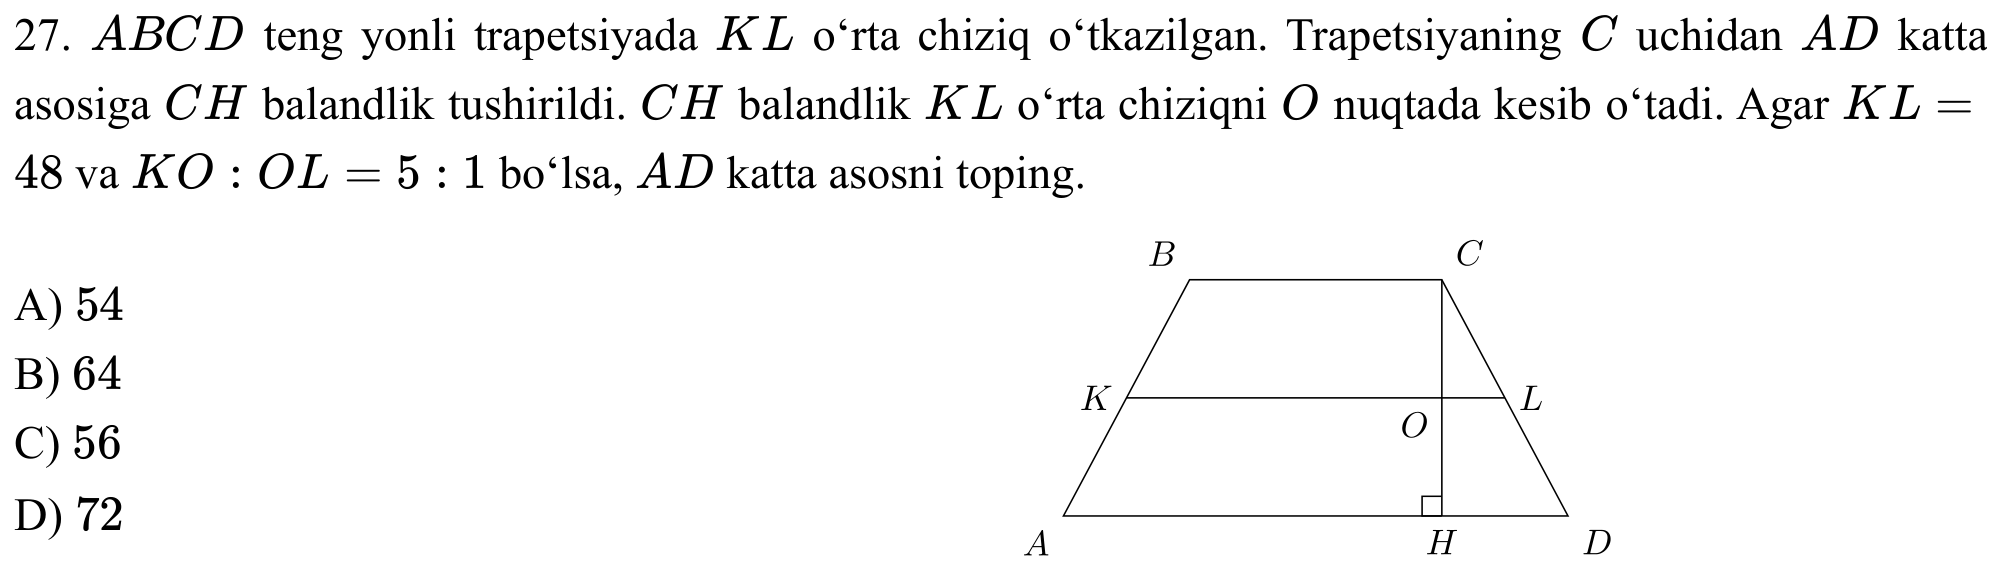 27. ABCD teng yonli trapetsiyada KL o‘rta chiziq o‘tkazilgan. Trapetsiyaning C uchidan AD katta
asosiga CH balandlik tushirildi. CH balandlik KL o‘rta chiziqni O nuqtada kesib o‘tadi. Agar KL =
48 va KO : OL = 5 : 1 bo‘lsa, AD katta asosni toping.
A) 54
B) 64
C) 56
D) 72
B C
K L
O
A H D